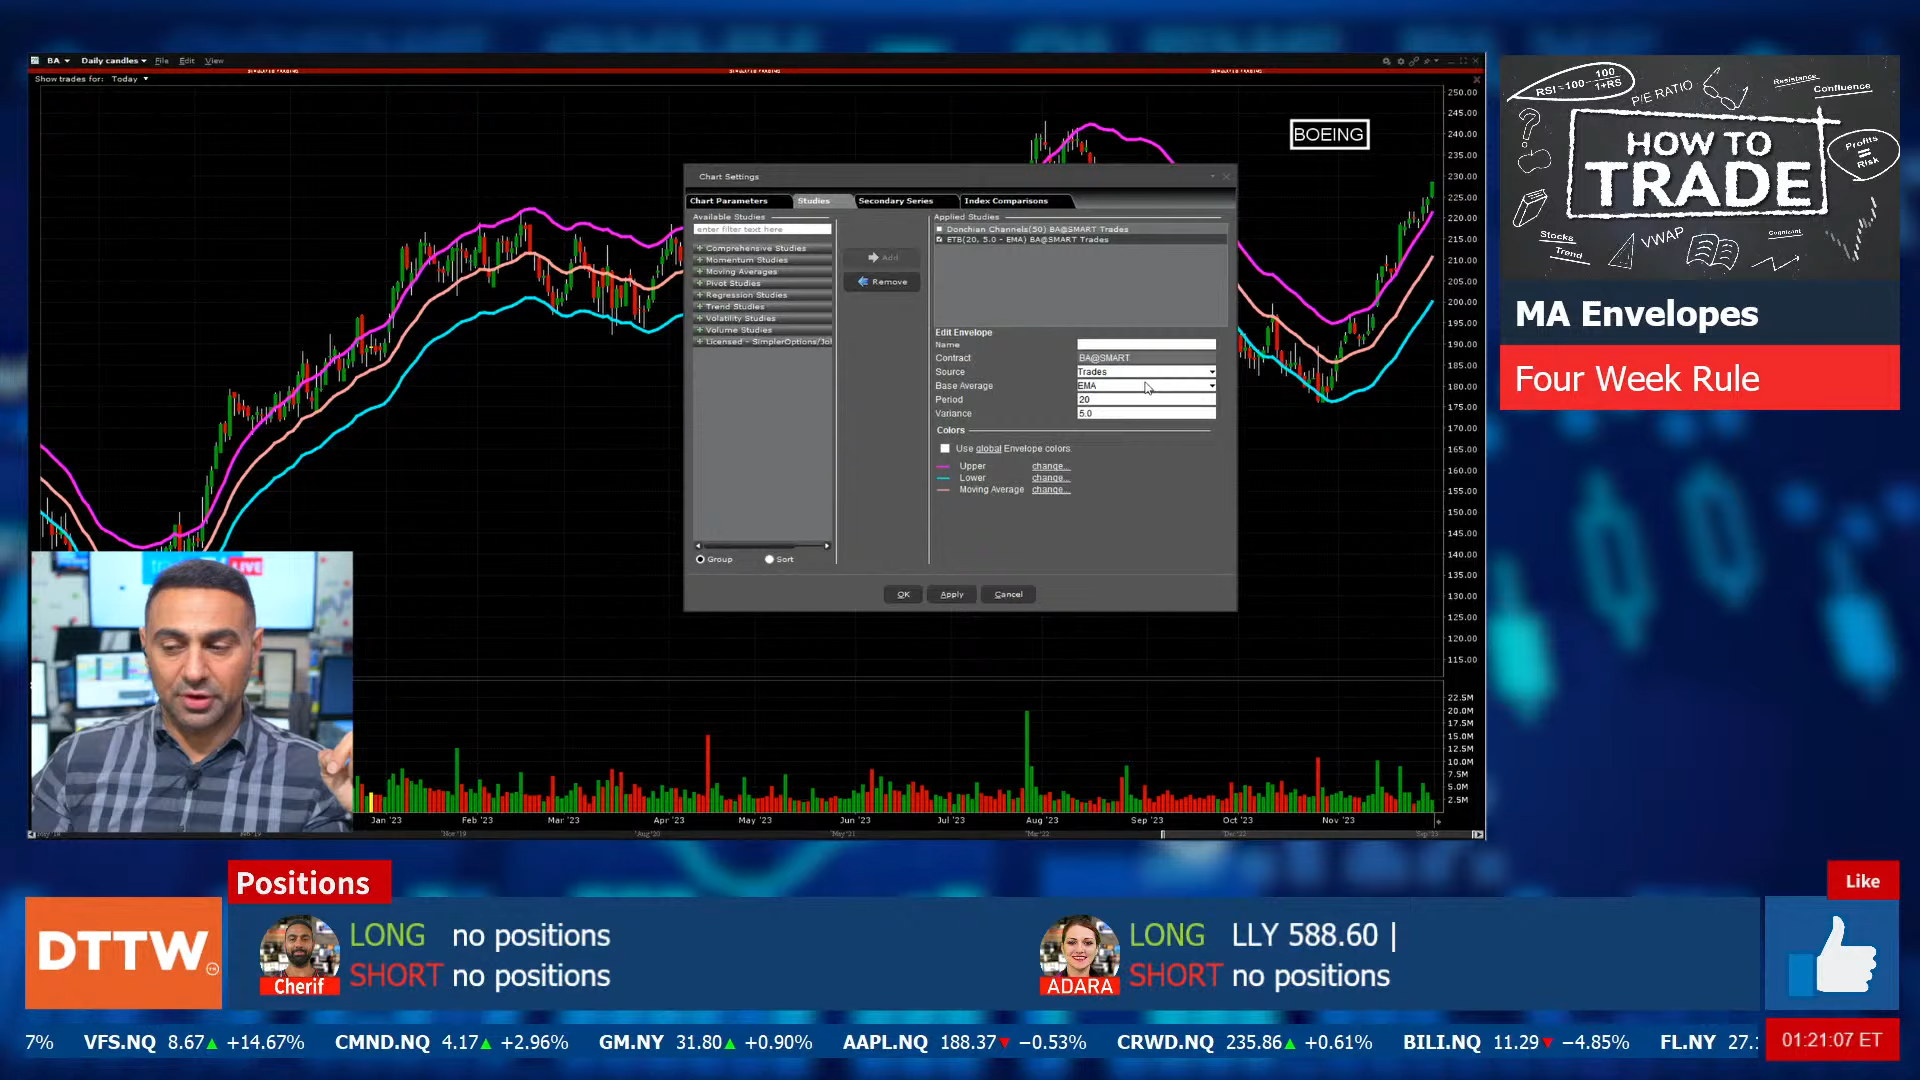 BA
Daily candles
File
Edit
View
Show trades for: Today
BOEING
250.00
245.00
240.00
235.00
230.00
225.00
220.00
215.00
210.00
205.00
200.00
195.00
190.00
185.00
180.00
175.00
170.00
165.00
160.00
155.00
150.00
145.00
140.00
135.00
130.00
125.00
120.00
115.00
22.5M
20.0M
17.5M
15.0M
12.5M
10.0M
7.5M
5.0M
2.5M
Chart Settings
Chart Parameters
Studies
Secondary Series
Index Comparisons
Available Studies
enter filter text here
+ Comprehensive Studies
+ Momentum Studies
+ Moving Averages
+ Pivot Studies
+ Regression Studies
+ Trend Studies
+ Volatility Studies
+ Volume Studies
+ Licensed - SimplerOptions/Jo
Group
Sort
Add
Remove
Applied Studies
Donchian Channels(50) BA@SMART Trades
ETB(20, 5.0 - EMA) BA@SMART Trades
Edit Envelope
Name
Contract BA@SMART
Source Trades
Base Average EMA
Period 20
Variance 5.0
Colors
Use global Envelope colors
Upper change...
Lower change...
Moving Average change...
OK
Apply
Cancel
LIVE
Jan '23 Feb '23 Mar '23 Apr '23 May '23 Jun '23 Jul '23 Aug '23 Sep '23 Oct '23 Nov '23
RSI=100- 100
1+RS
P/E RATIO
Resistance
Confluence
HOW TO
TRADE
Profits
=
Risk
Stocks
Trend
VWAP
MA Envelopes
Four Week Rule
Positions
Like
DTTW
LONG no positions
SHORT no positions
Cherif
LONG LLY 588.60 |
SHORT no positions
ADARA
7% VFS.NQ 8.67▲ +14.67% CMND.NQ 4.17▲ +2.96% GM.NY 31.80▲ +0.90% AAPL.NQ 188.37▼ −0.53% CRWD.NQ 235.86▲ +0.61% BILI.NQ 11.29▼ −4.85% FL.NY 27.
01:21:07 ET